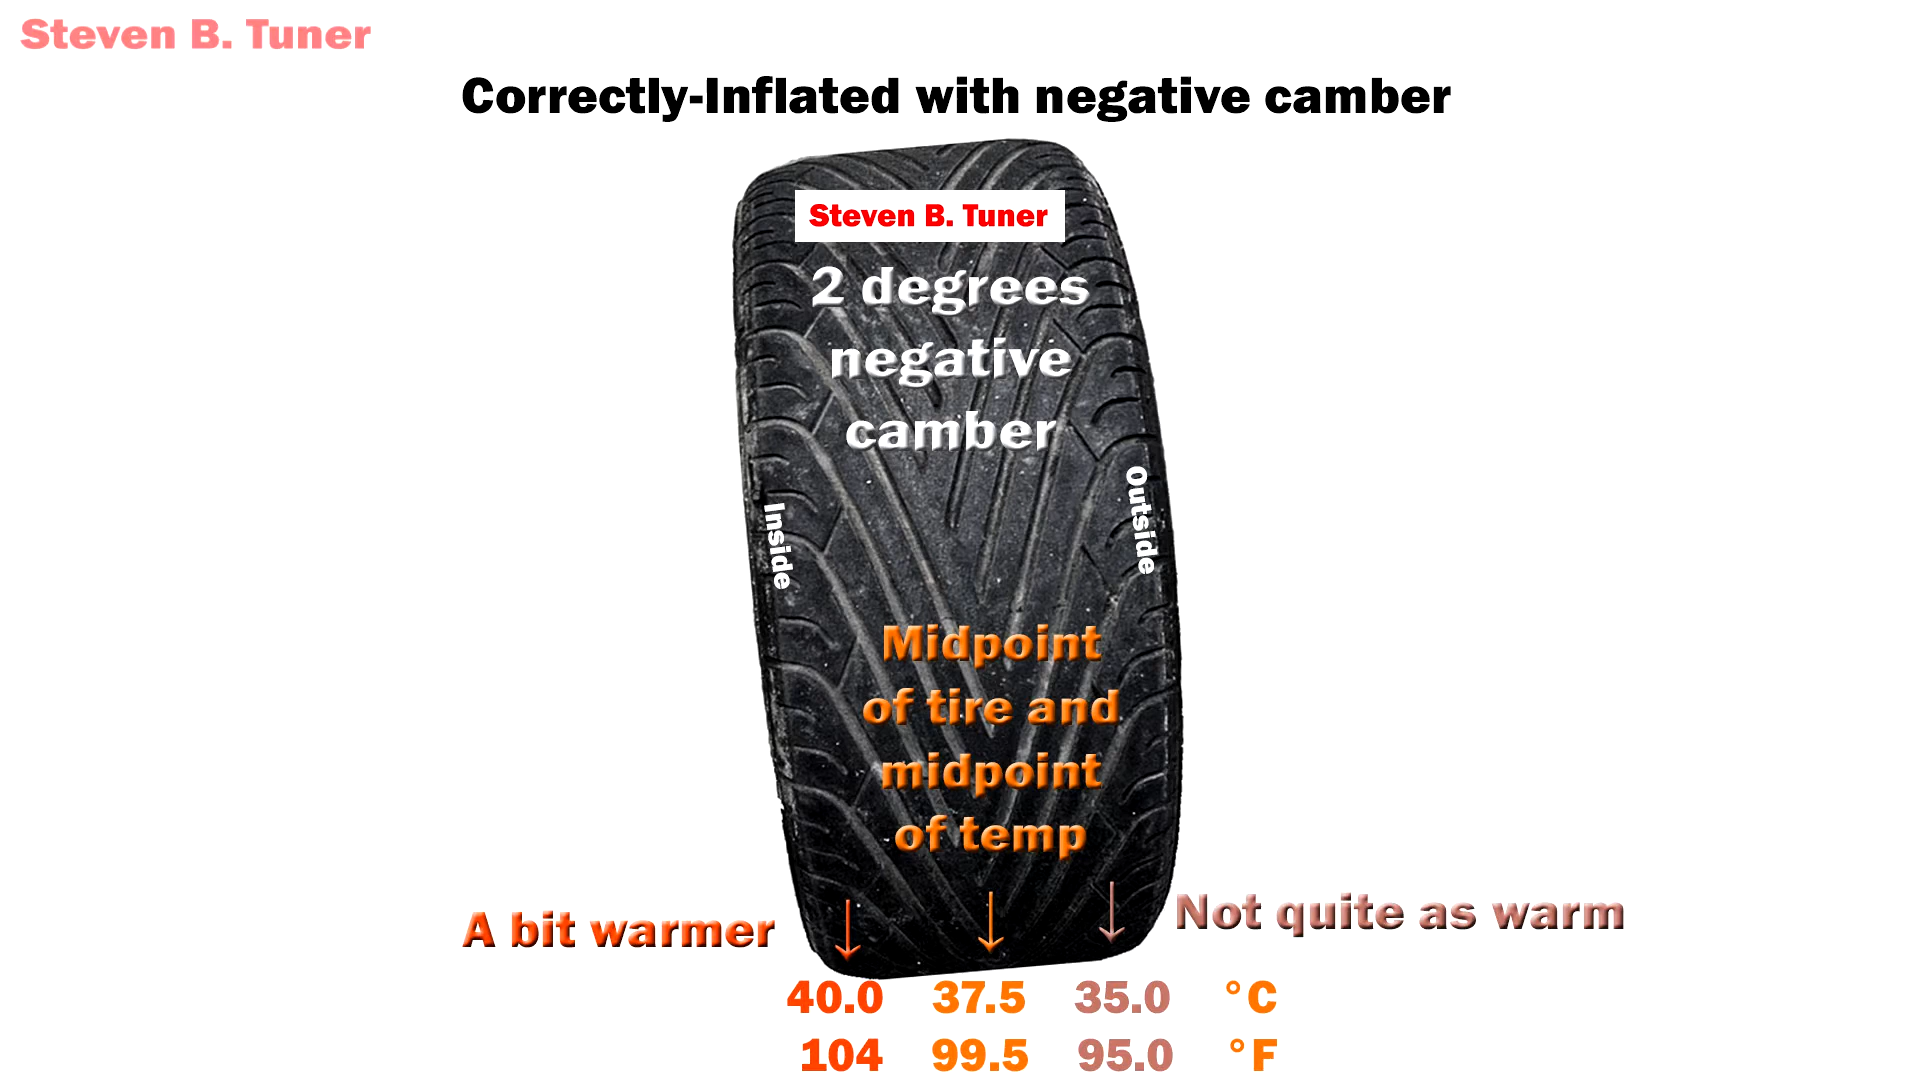 Steven B. Tuner
Correctly-Inflated with negative camber
Steven B. Tuner
2 degrees
negative
camber
Inside
Outside
Midpoint
of tire and
midpoint
of temp
A bit warmer
Not quite as warm
40.0 37.5 35.0 °C
104 99.5 95.0 °F